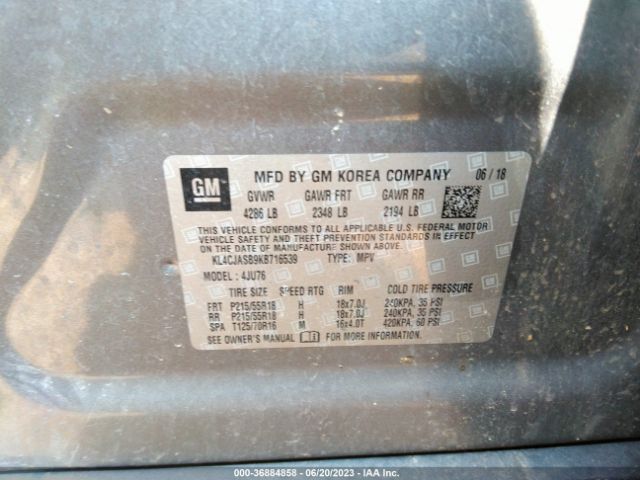 GM
MFD BY GM KOREA COMPANY 06 / 18
GVWR GAWR FRT GAWR RR
4286 LB 2348 LB 2194 LB
THIS VEHICLE CONFORMS TO ALL APPLICABLE U.S. FEDERAL MOTOR
VEHICLE SAFETY AND THEFT PREVENTION STANDARDS IN EFFECT
ON THE DATE OF MANUFACTURE SHOWN ABOVE.
KL4CJASB9KB716539 TYPE: MPV
MODEL : 4JU76
TIRE SIZE SPEED RTG RIM COLD TIRE PRESSURE
FRT P215/55R18 H 18x7.0J 240KPA, 35 PSI
RR P215/55R18 H 18x7.0J 240KPA, 35 PSI
SPA T125/70R16 M 16x4.0T 420KPA, 60 PSI
SEE OWNER'S MANUAL FOR MORE INFORMATION.
000-36884858 - 06/20/2023 - IAA Inc.